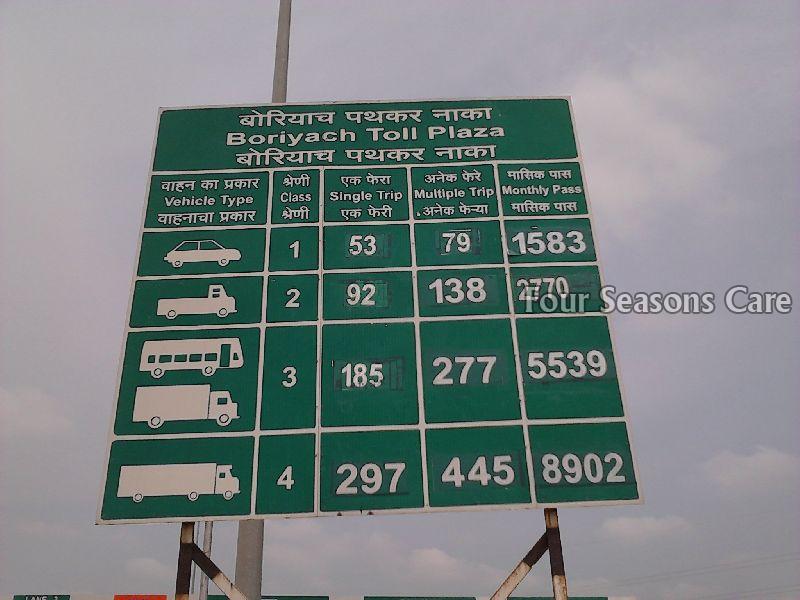 बोरियाच पथकर नाका
Boriyach Toll Plaza
बोरियाच पथकर नाका
वाहन का प्रकार श्रेणी एक फेरा अनेक फेरे मासिक पास
Vehicle Type Class Single Trip Multiple Trip Monthly Pass
वाहनाचा प्रकार श्रेणी एक फेरी अनेक फेऱ्या मासिक पास
1 53 79 1583
2 92 138 2770
Four Seasons Care
3 185 277 5539
4 297 445 8902
LANE 3